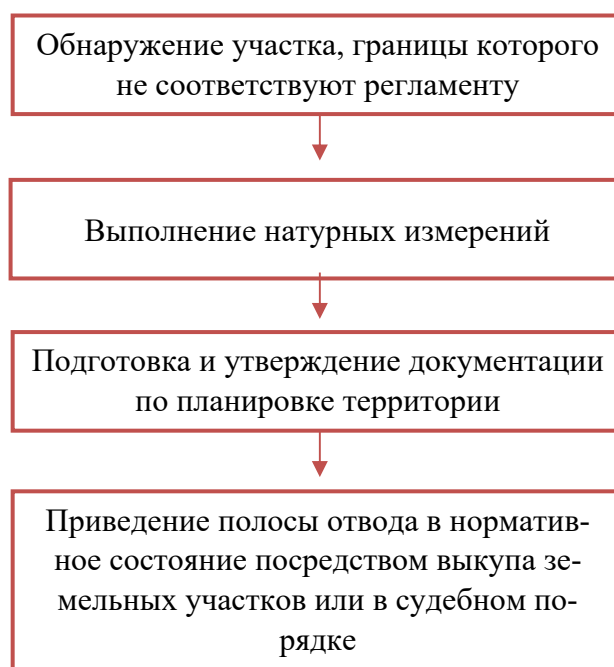 Обнаружение участка, границы которого
не соответствуют регламенту
Выполнение натурных измерений
Подготовка и утверждение документации
по планировке территории
Приведение полосы отвода в норматив-
ное состояние посредством выкупа зе-
мельных участков или в судебном по-
рядке